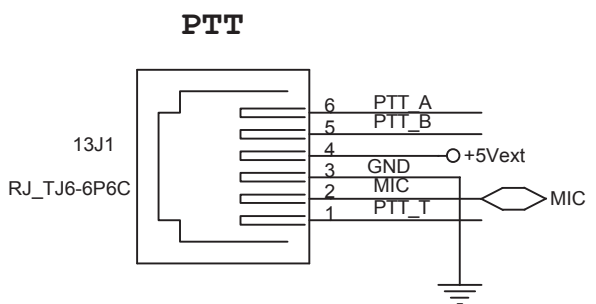 PTT
13J1
RJ_TJ6-6P6C
6 PTT_A
5 PTT_B
4 +5Vext
3 GND
2 MIC MIC
1 PTT_T